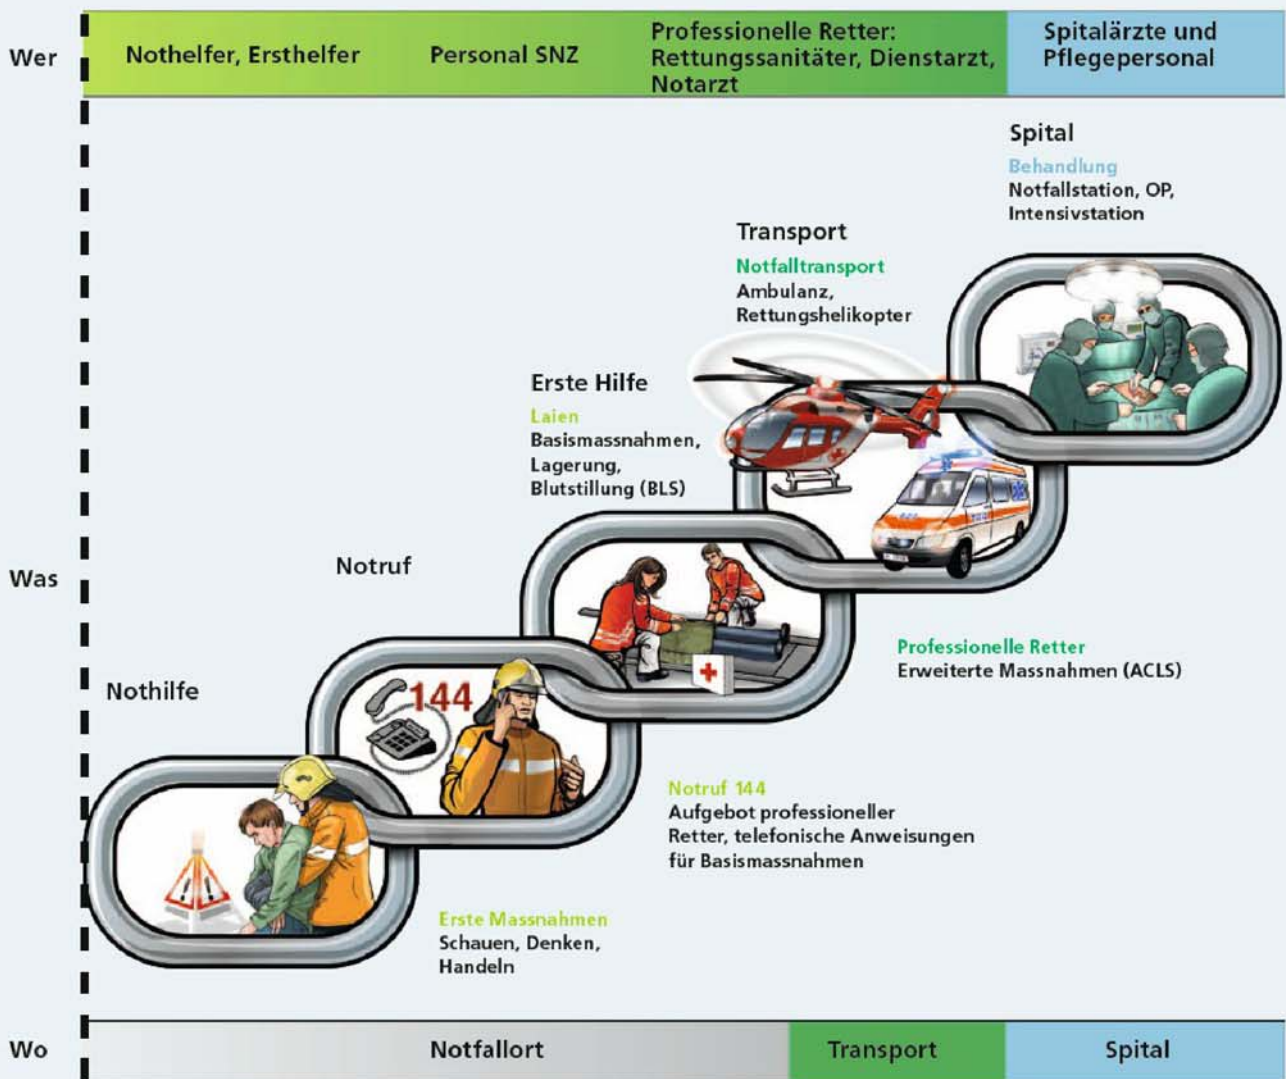 Wer
Nothelfer, Ersthelfer
Personal SNZ
Professionelle Retter:
Rettungssanitäter, Dienstarzt,
Notarzt
Spitalärzte und
Pflegepersonal
Spital
Behandlung
Notfallstation, OP,
Intensivstation
Transport
Notfalltransport
Ambulanz,
Rettungshelikopter
Erste Hilfe
Laien
Basismassnahmen,
Lagerung,
Blutstillung (BLS)
Was
Notruf
Professionelle Retter
Erweiterte Massnahmen (ACLS)
Nothilfe
144
Notruf 144
Aufgebot professioneller
Retter, telefonische Anweisungen
für Basismassnahmen
Erste Massnahmen
Schauen, Denken,
Handeln
Wo
Notfallort
Transport
Spital